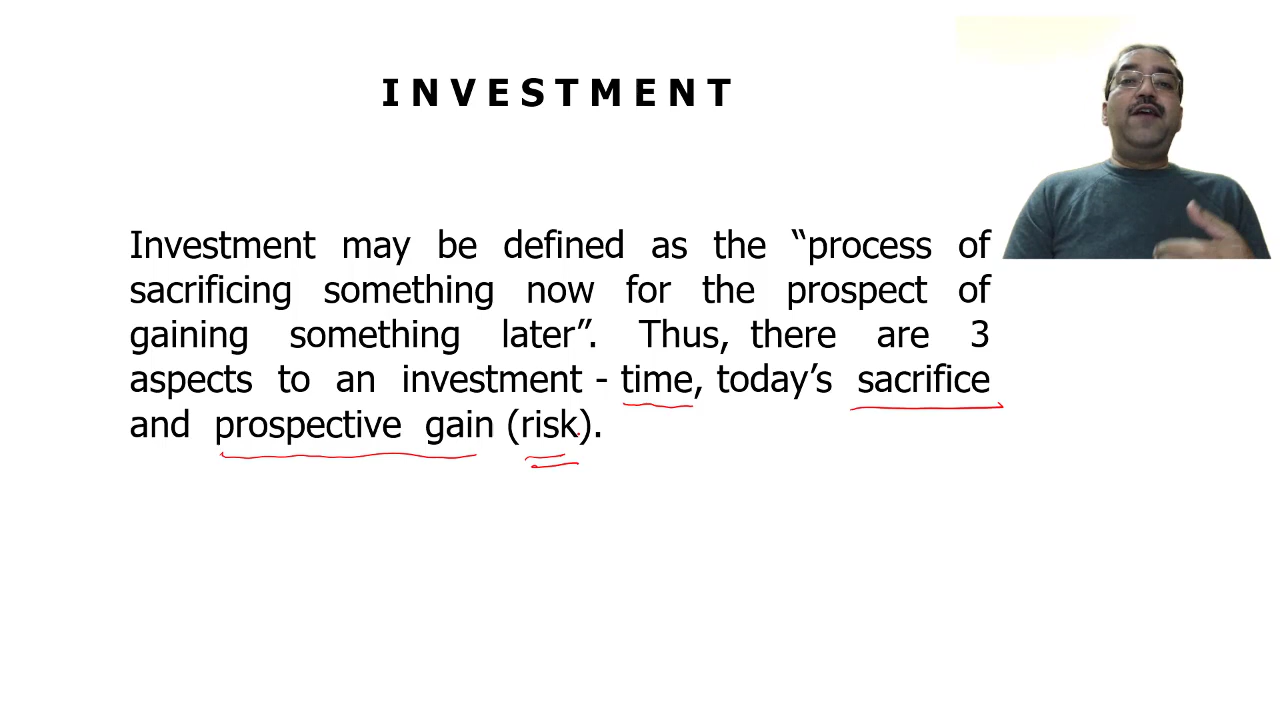 INVESTMENT
Investment may be defined as the “process of
sacrificing something now for the prospect of
gaining something later”. Thus, there are 3
aspects to an investment - time, today’s sacrifice
and prospective gain (risk).